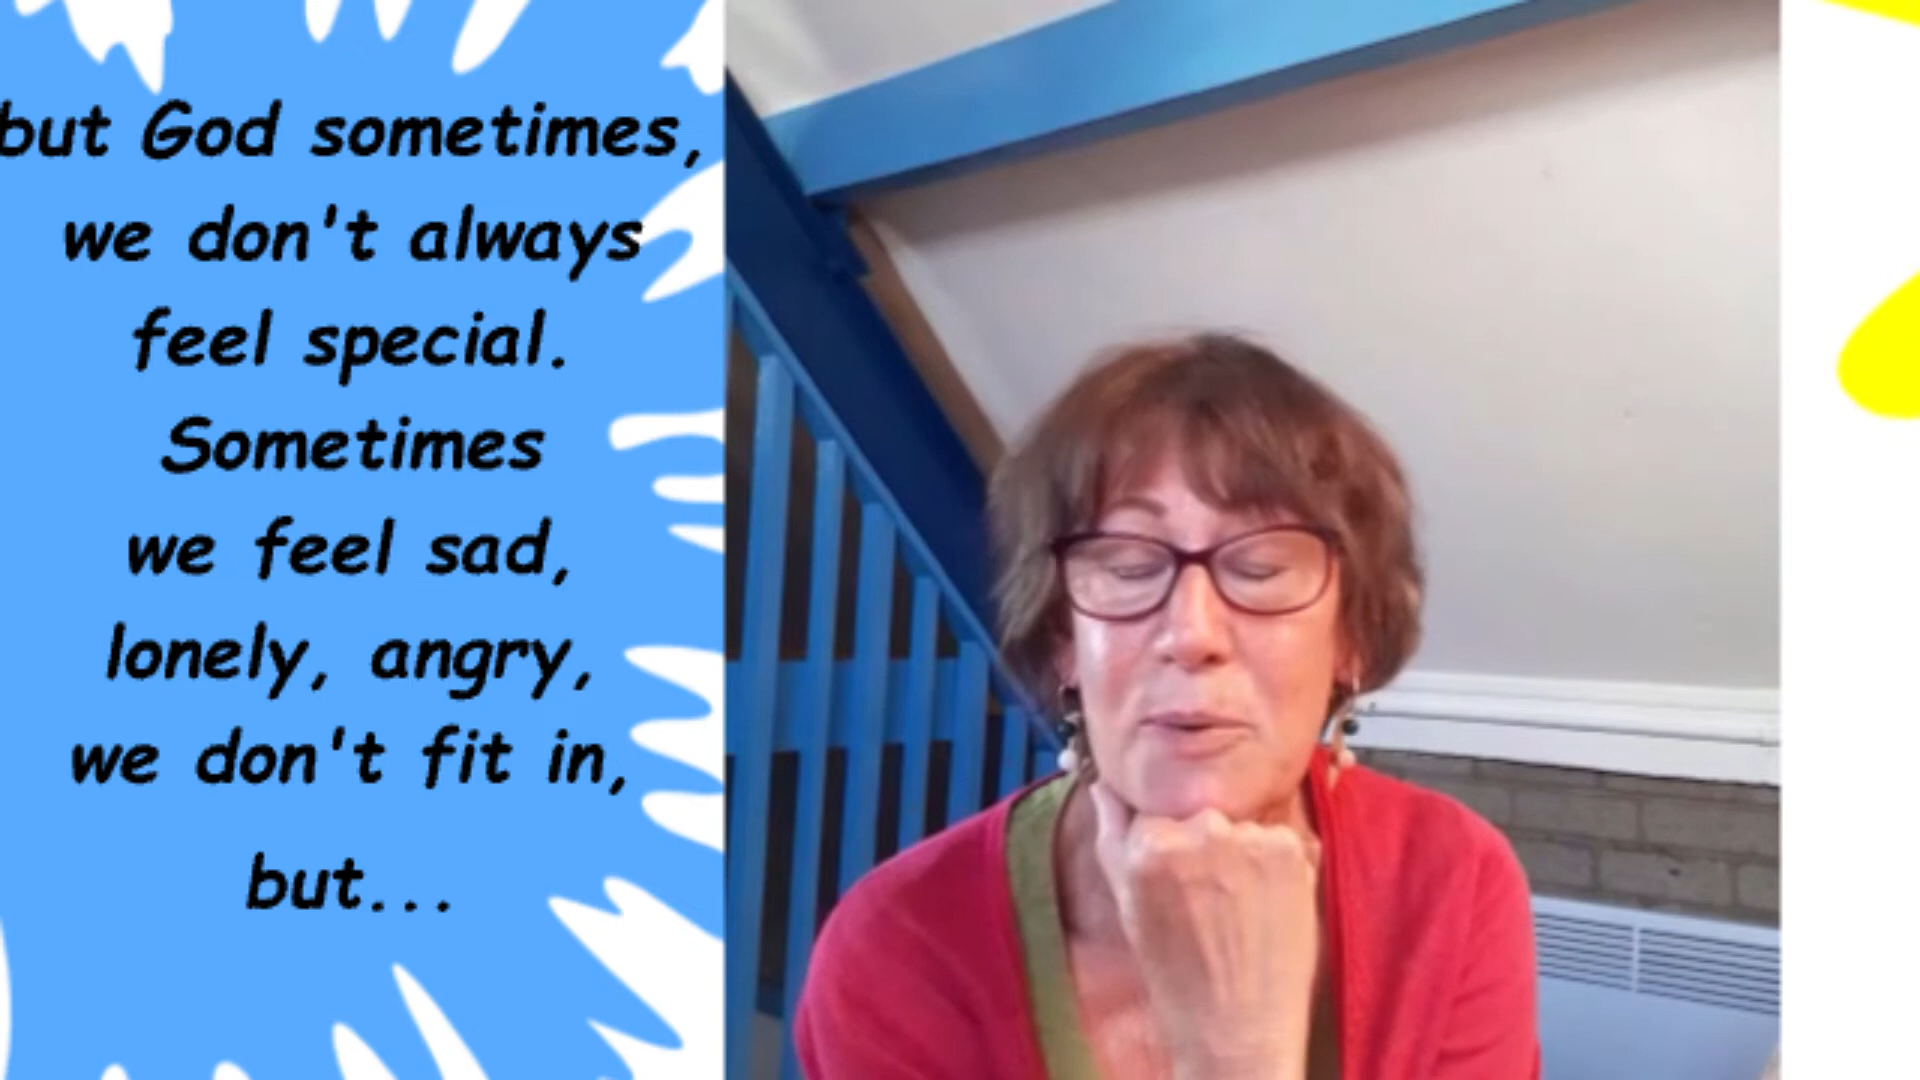 but God sometimes,
we don't always
feel special.
Sometimes
we feel sad,
lonely, angry,
we don't fit in,
but...